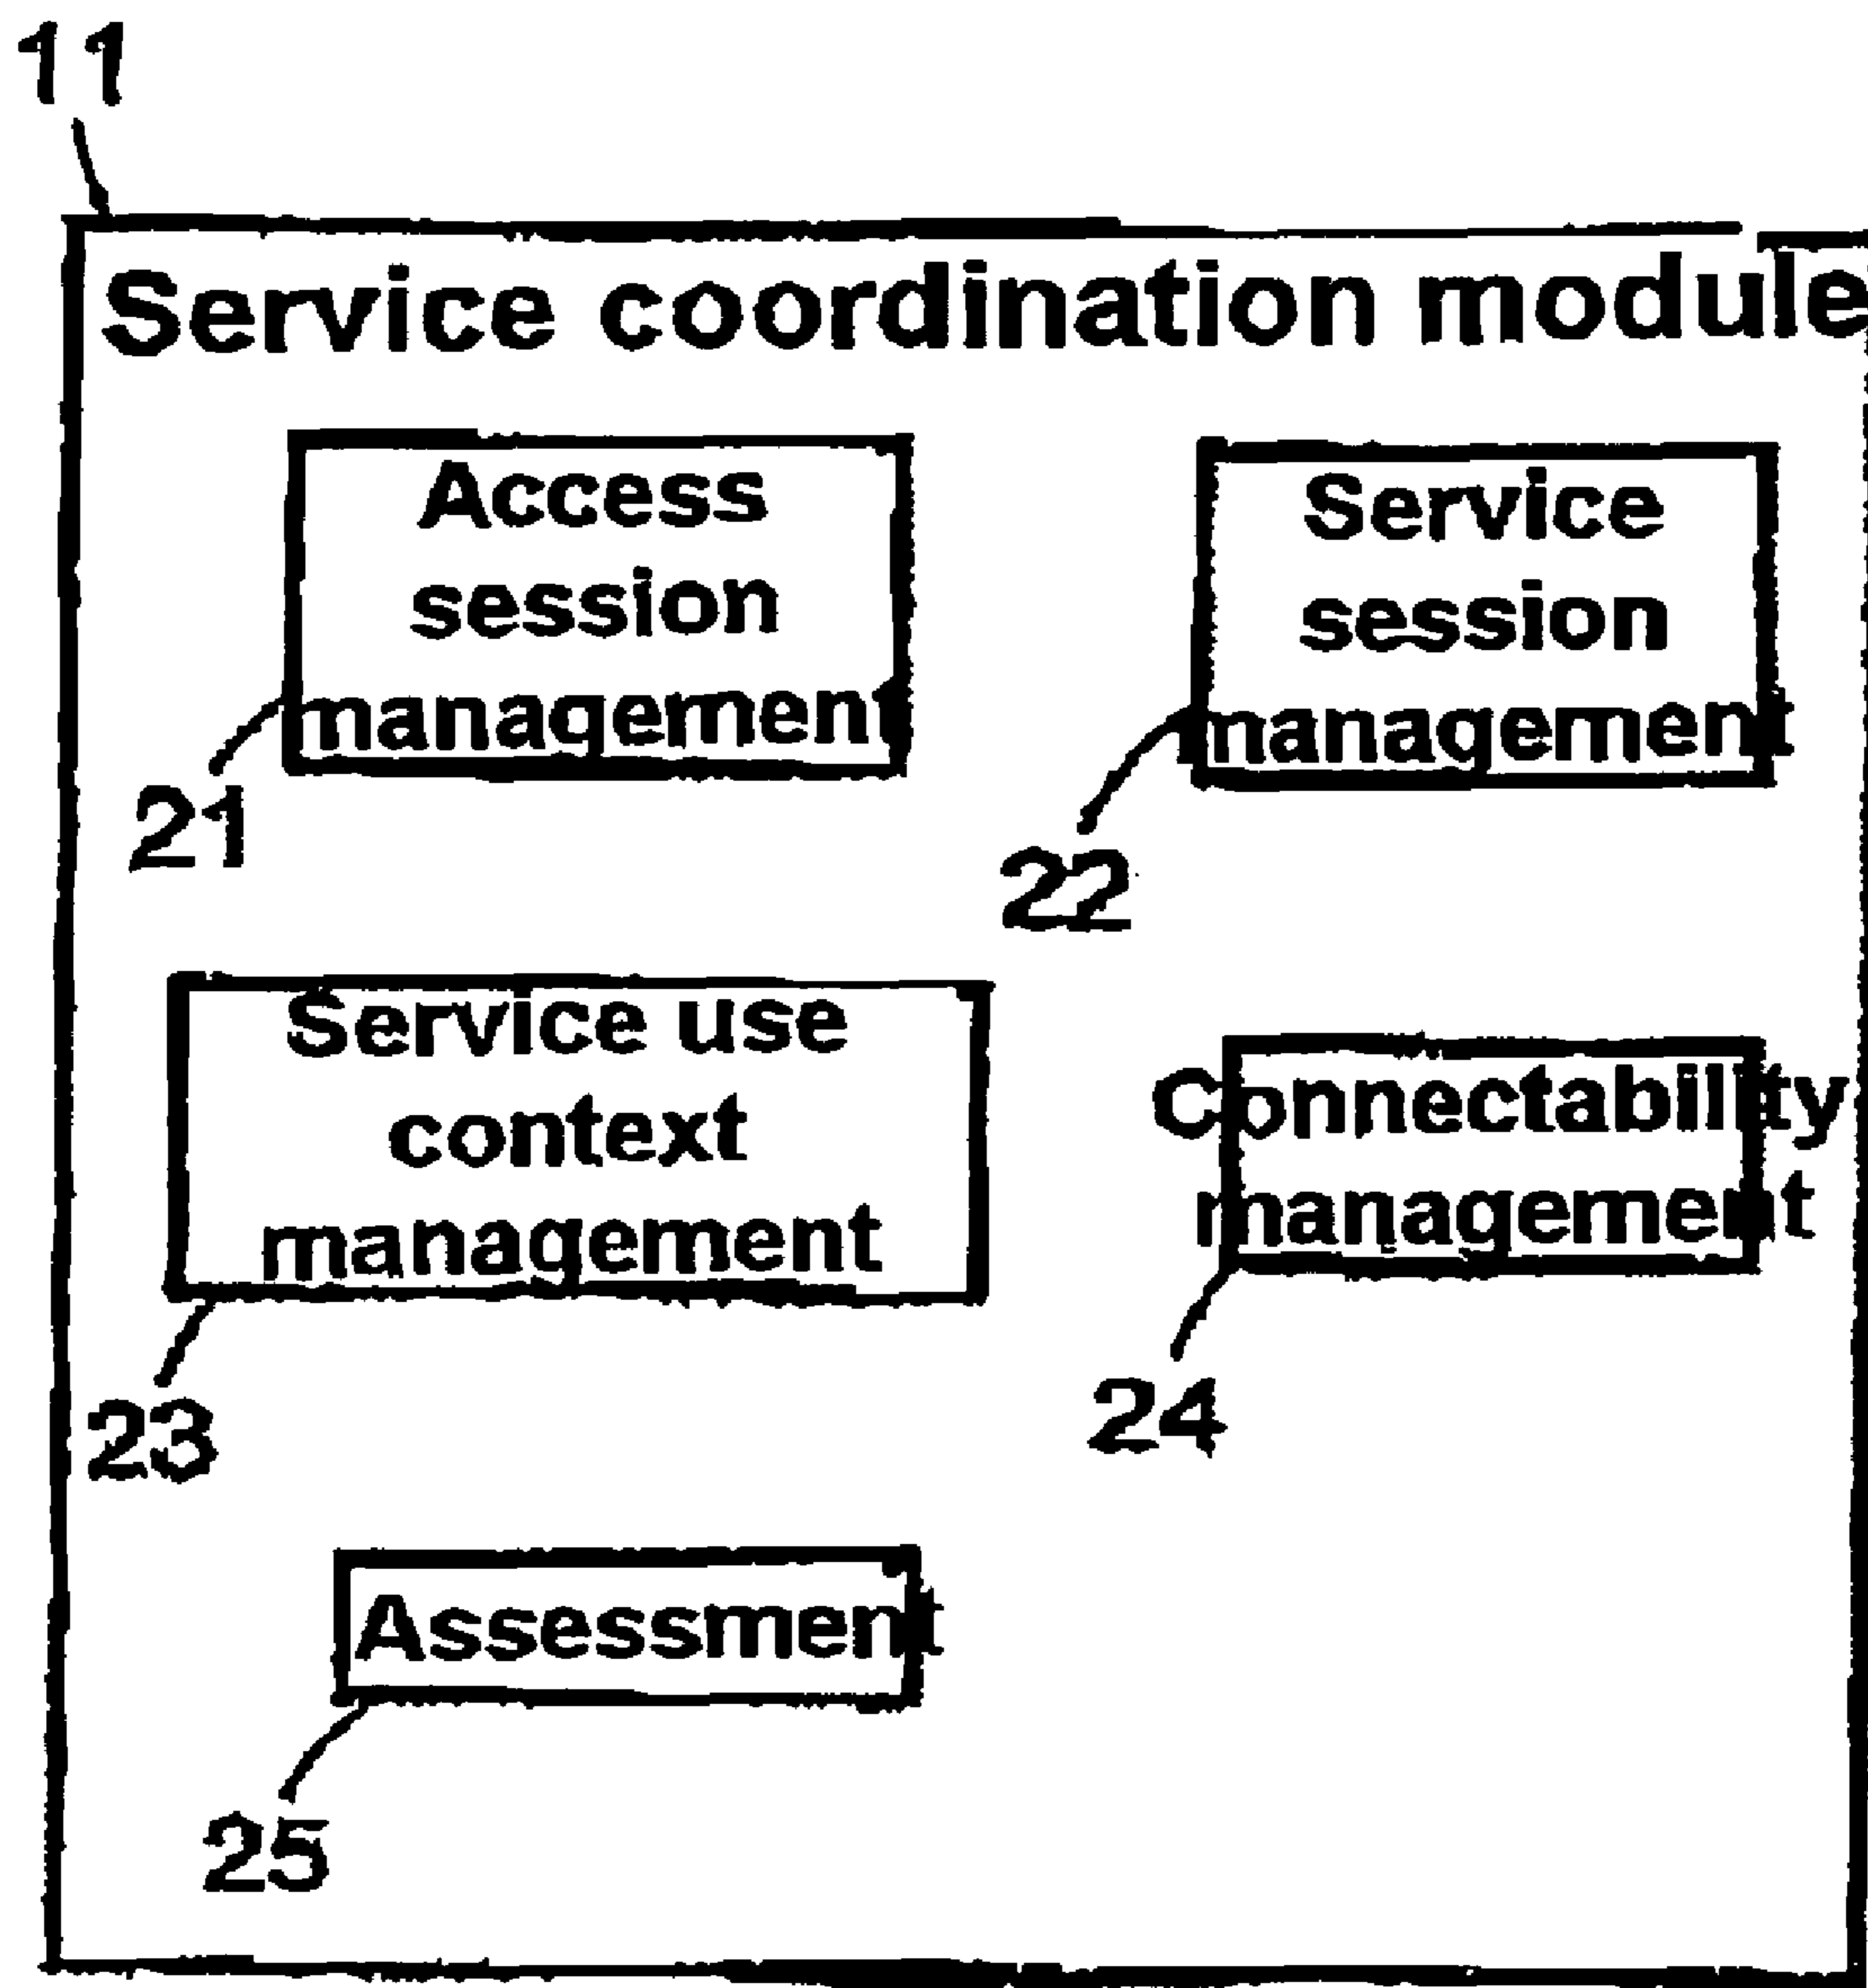 11
Service coordination module
Access
session
management
21
Service
session
management
22
Service use
context
management
23
Connectability
management
24
Assessment
25